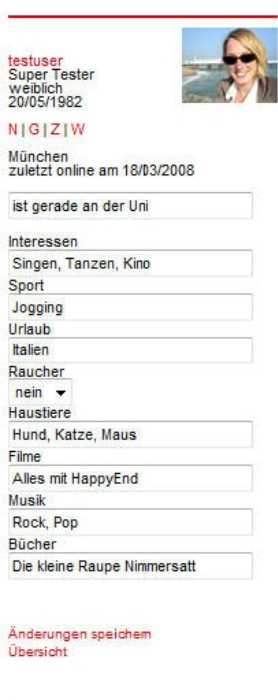 testuser
Super Tester
weiblich
20/05/1982
N | G | Z | W
München
zuletzt online am 18/03/2008
ist gerade an der Uni
Interessen
Singen, Tanzen, Kino
Sport
Jogging
Urlaub
Italien
Raucher
nein
Haustiere
Hund, Katze, Maus
Filme
Alles mit HappyEnd
Musik
Rock, Pop
Bücher
Die kleine Raupe Nimmersatt
Änderungen speichern
Übersicht